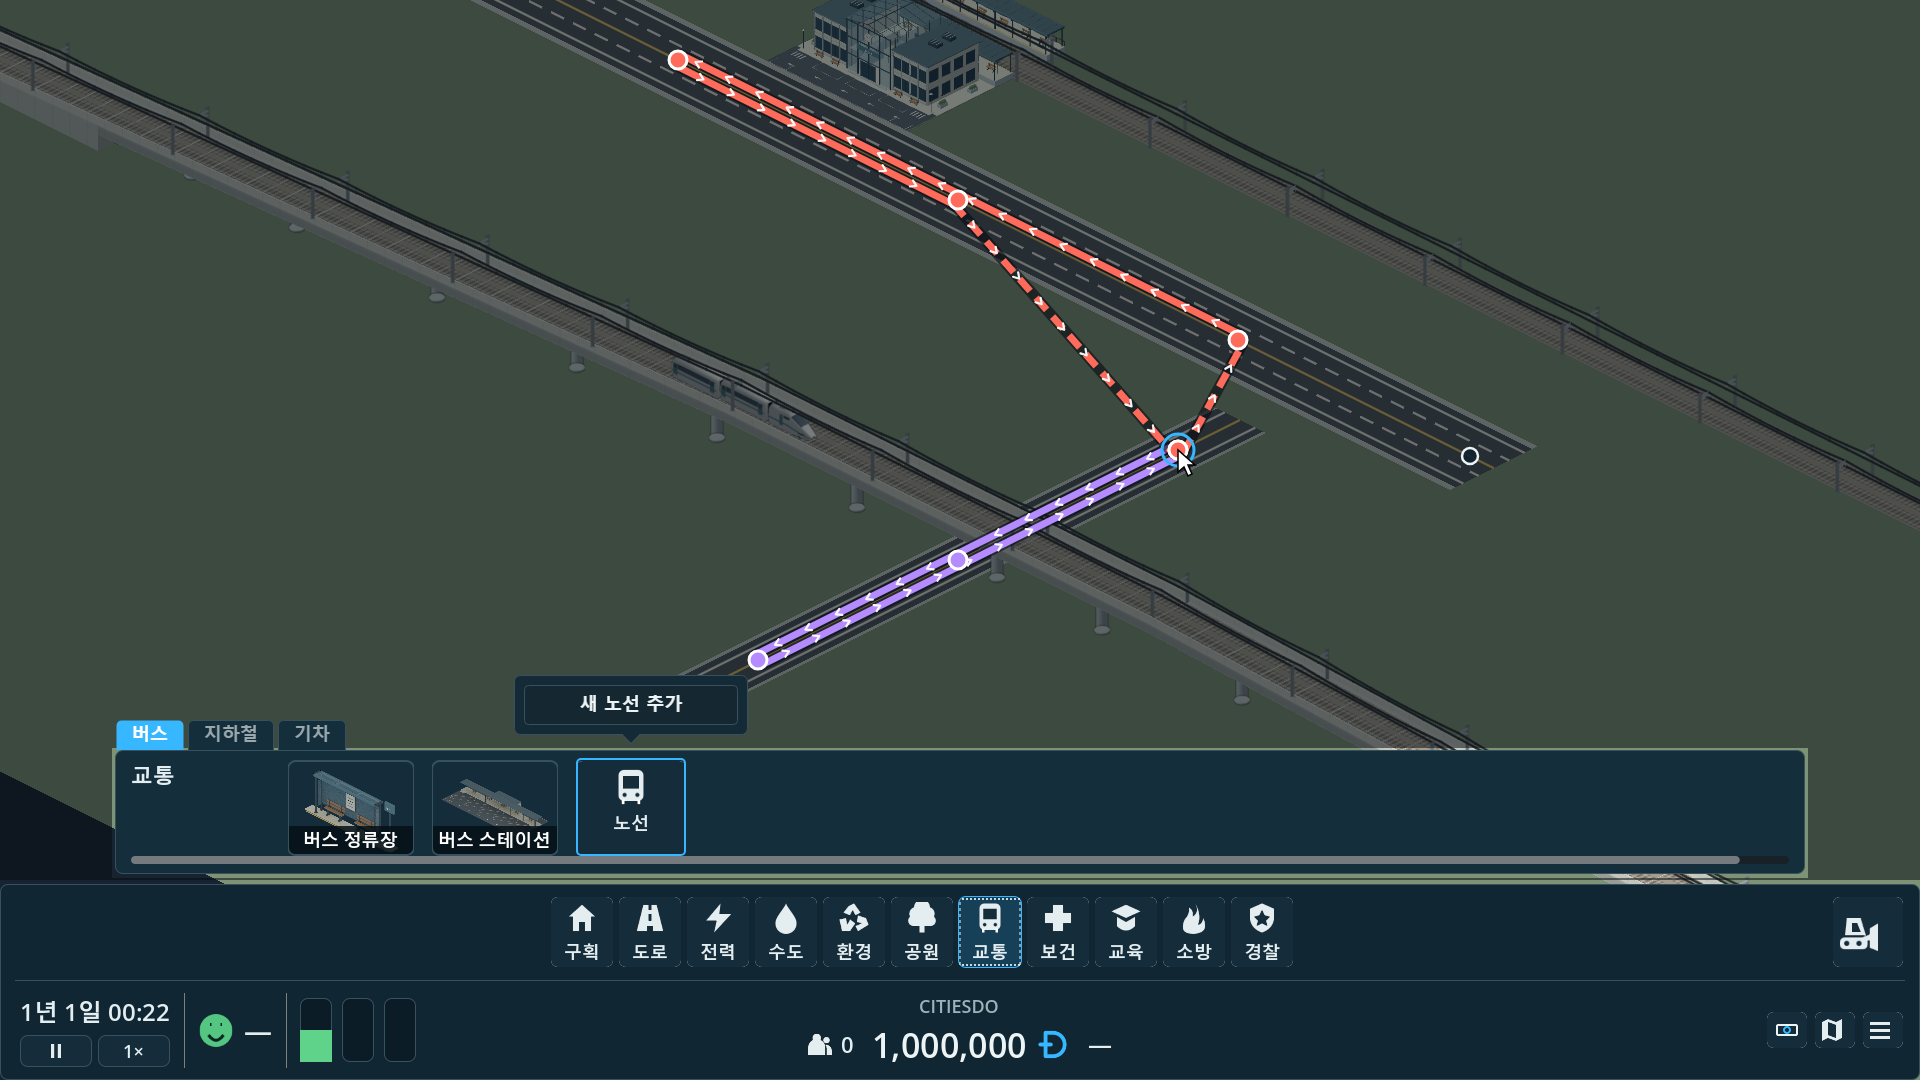 새 노선 추가
버스
지하철
기차
교통
버스 정류장
버스 스테이션
노선
구획
도로
전력
수도
환경
공원
교통
보건
교육
소방
경찰
1년 1일 00:22
1×
CITIESDO
0
1,000,000